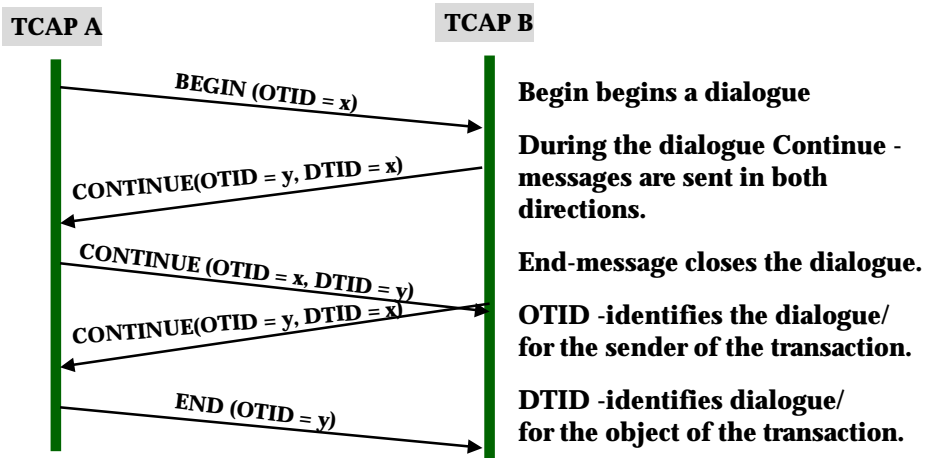 TCAP A
TCAP B
BEGIN (OTID = x)
CONTINUE(OTID = y, DTID = x)
CONTINUE (OTID = x, DTID = y)
CONTINUE(OTID = y, DTID = x)
END (OTID = y)
Begin begins a dialogue
During the dialogue Continue -
messages are sent in both
directions.
End-message closes the dialogue.
OTID -identifies the dialogue/
for the sender of the transaction.
DTID -identifies dialogue/
for the object of the transaction.